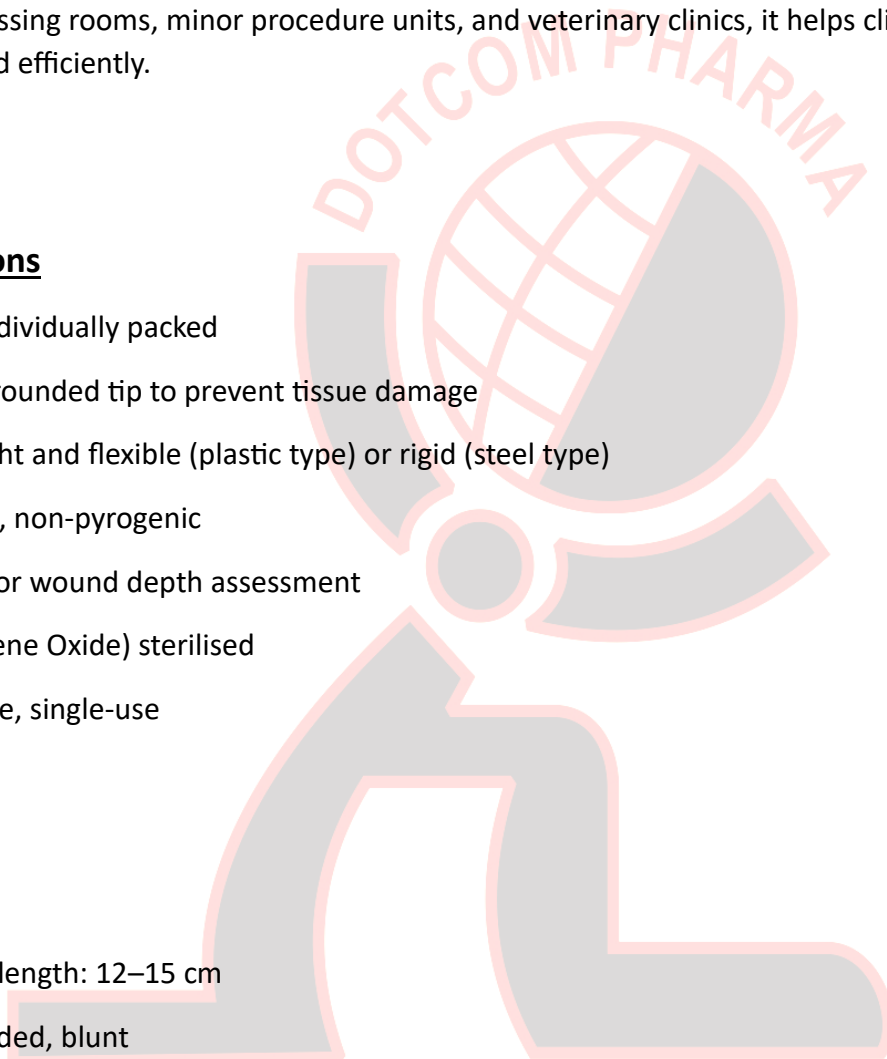 ssing rooms, minor procedure units, and veterinary clinics, it helps cli
d efficiently.
DOTCOM PHARMA
ons
dividually packed
rounded tip to prevent tissue damage
ht and flexible (plastic type) or rigid (steel type)
, non-pyrogenic
or wound depth assessment
ene Oxide) sterilised
e, single-use
length: 12–15 cm
ded, blunt